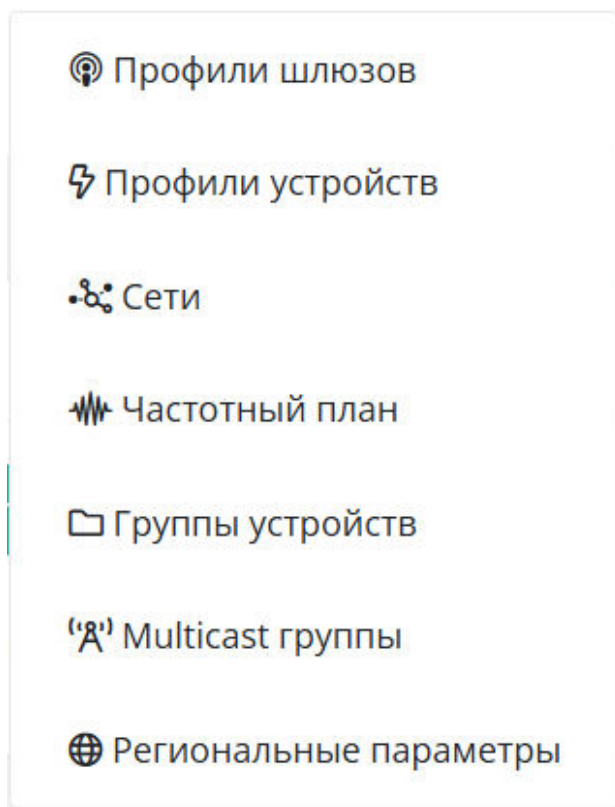 Профили шлюзов
Профили устройств
Сети
Частотный план
Группы устройств
Multicast группы
Региональные параметры